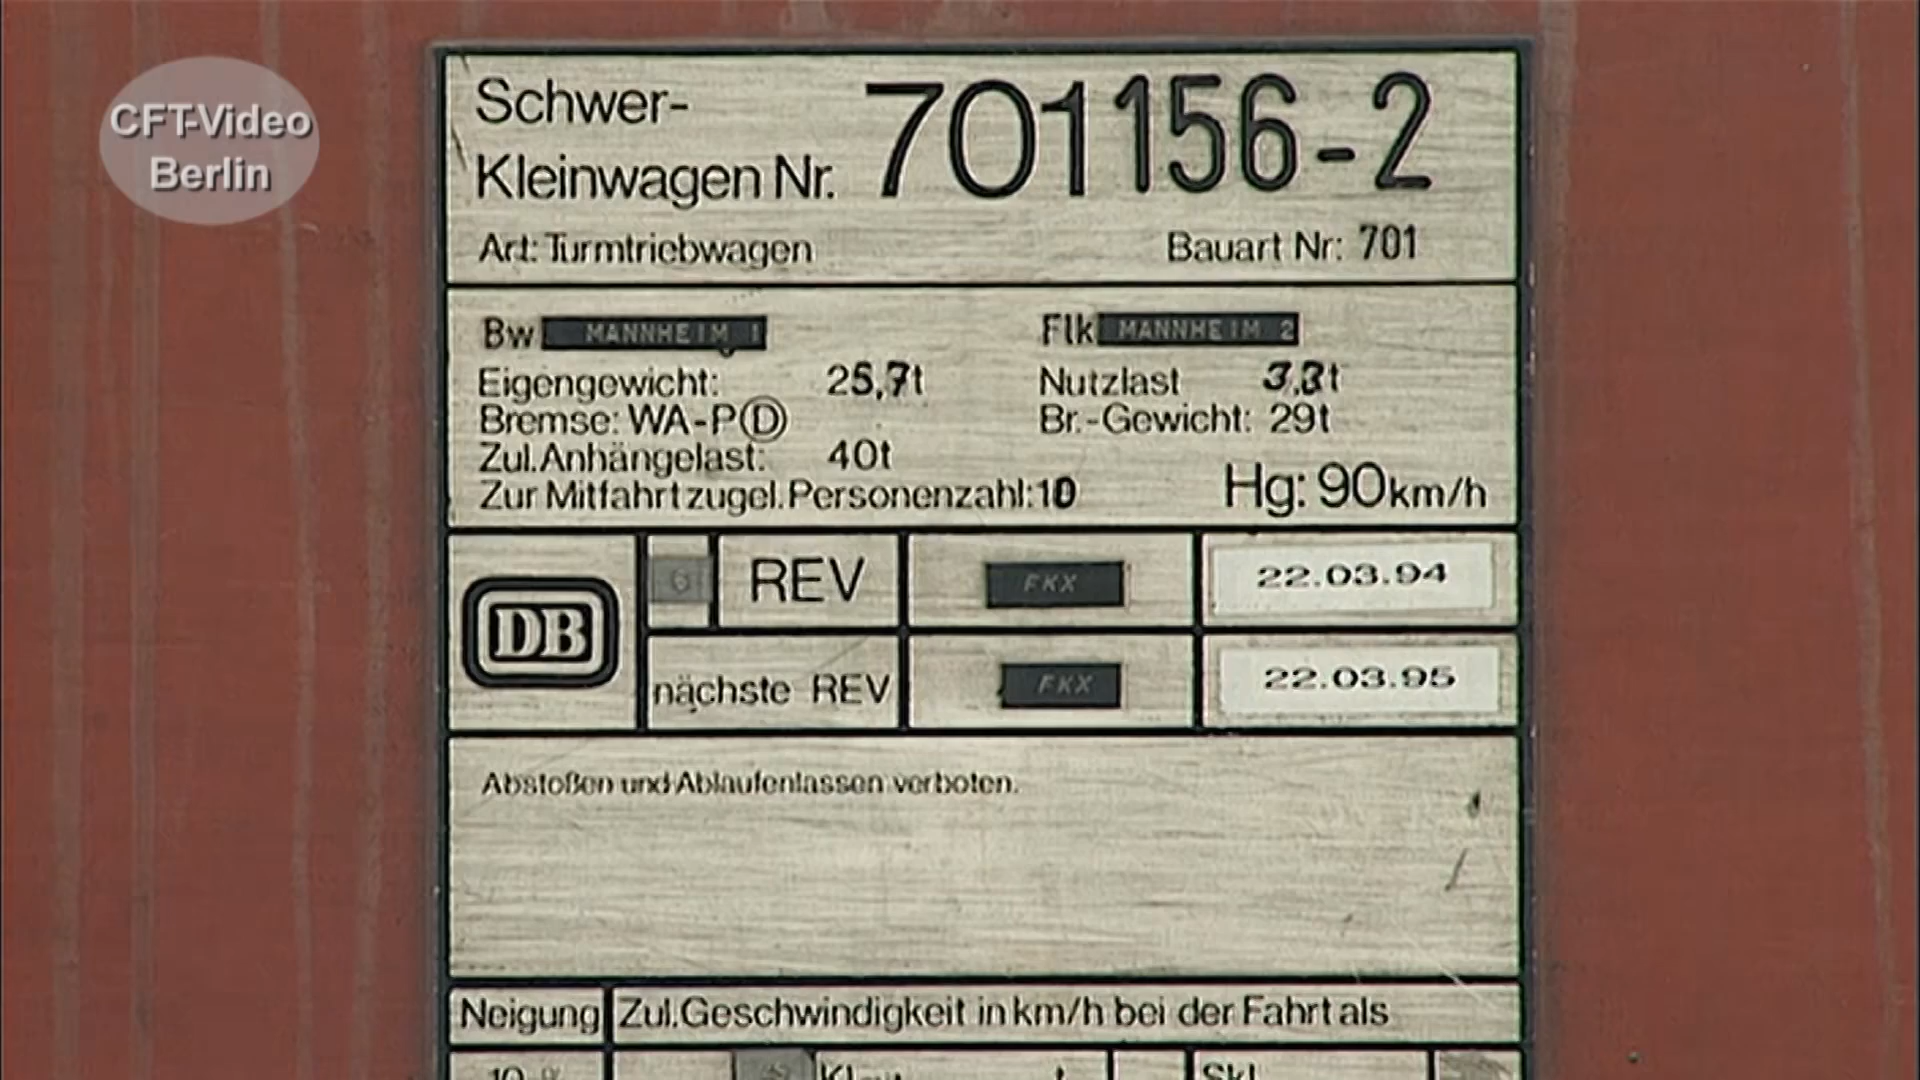 CFT-Video
Berlin
Schwer-
Kleinwagen Nr. 701156-2
Art: Turmtriebwagen Bauart Nr: 701
Bw MANNHEIM 1 Flk MANNHEIM 2
Eigengewicht: 25,7t Nutzlast 3,3t
Bremse: WA-P(D) Br.-Gewicht: 29t
Zul.Anhängelast: 40t
Zur Mitfahrt zugel. Personenzahl: 10 Hg: 90km/h
DB
6 REV FKX 22.03.94
nächste REV FKX 22.03.95
Abstoßen und Ablaufenlassen verboten.
Neigung Zul. Geschwindigkeit in km/h bei der Fahrt als